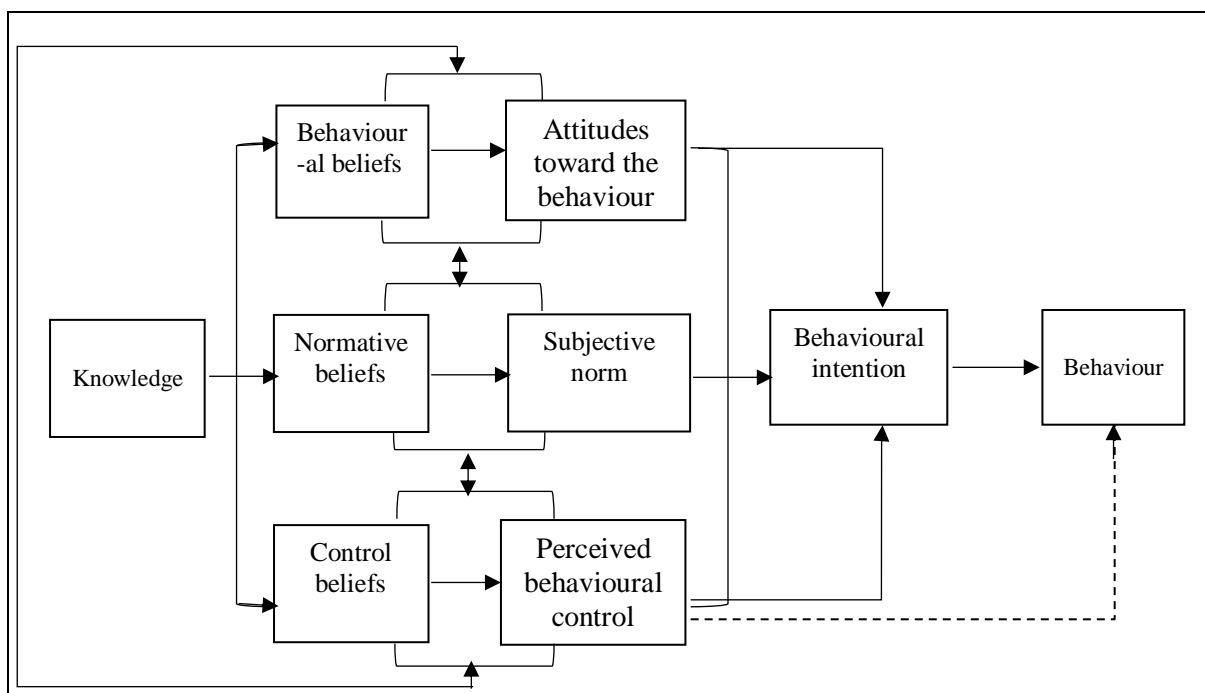 Behaviour
-al beliefs
Attitudes
toward the
behaviour
Knowledge
Normative
beliefs
Subjective
norm
Behavioural
intention
Behaviour
Control
beliefs
Perceived
behavioural
control